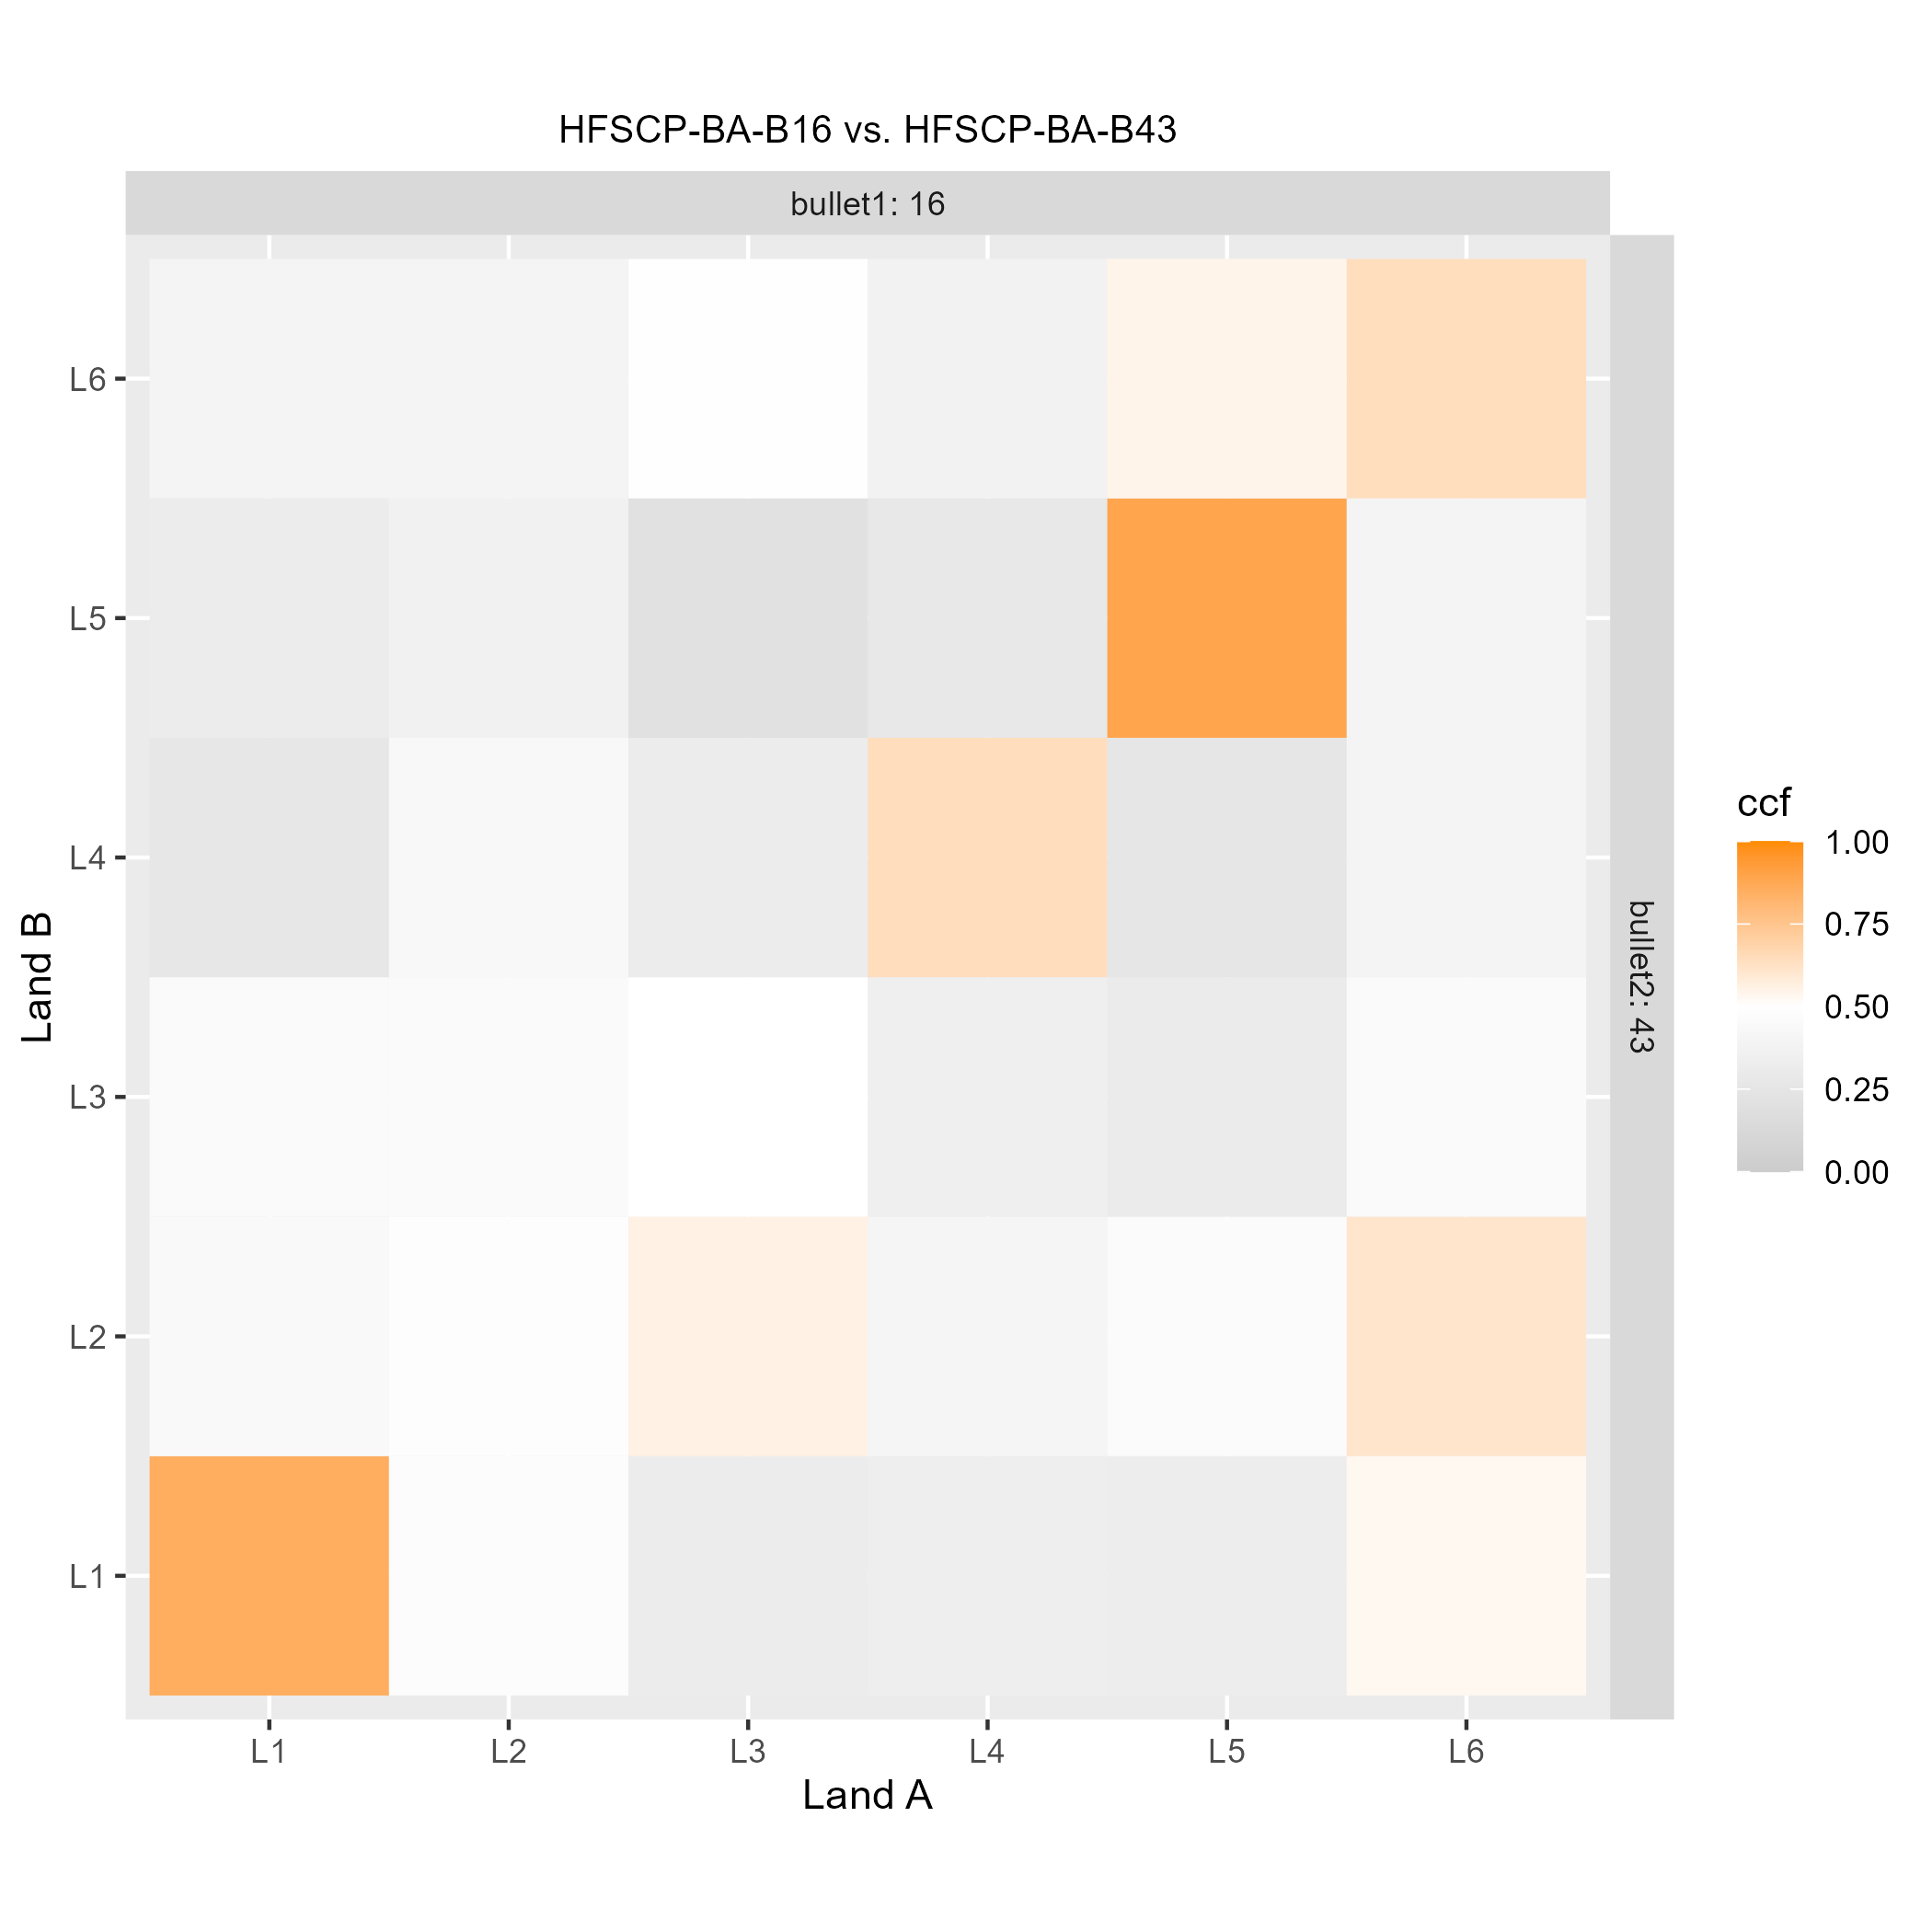 HFSCP-BA-B16 vs. HFSCP-BA-B43
bullet1: 16
L6
L5
L4
L3
L2
L1
Land B
bullet2: 43
L1 L2 L3 L4 L5 L6
Land A
ccf
1.00
0.75
0.50
0.25
0.00